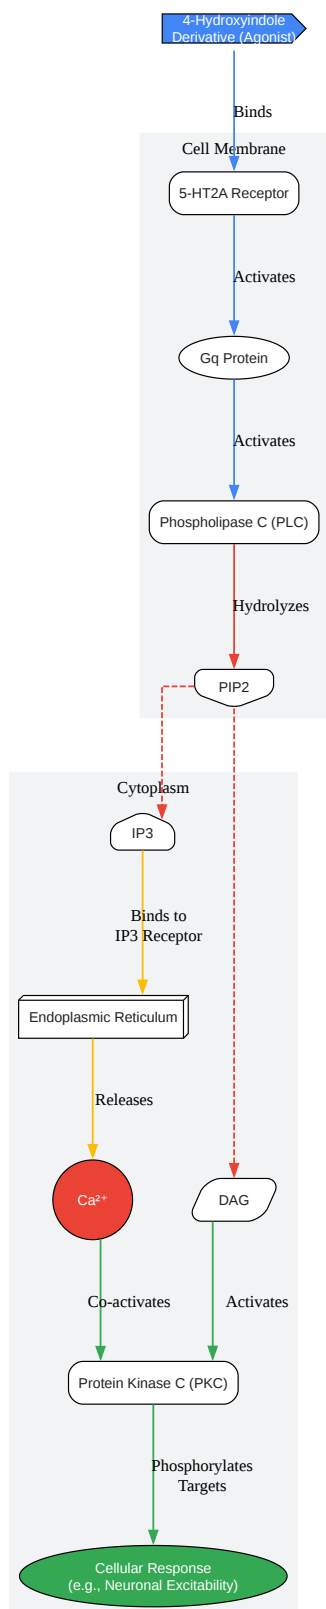 4-Hydroxyindole
Derivative (Agonist)
Binds
Cell Membrane
5-HT2A Receptor
Activates
Gq Protein
Activates
Phospholipase C (PLC)
Hydrolyzes
PIP2
Cytoplasm
IP3
Binds to
IP3 Receptor
Endoplasmic Reticulum
Releases
Ca²⁺
DAG
Co-activates
Activates
Protein Kinase C (PKC)
Phosphorylates
Targets
Cellular Response
(e.g., Neuronal Excitability)